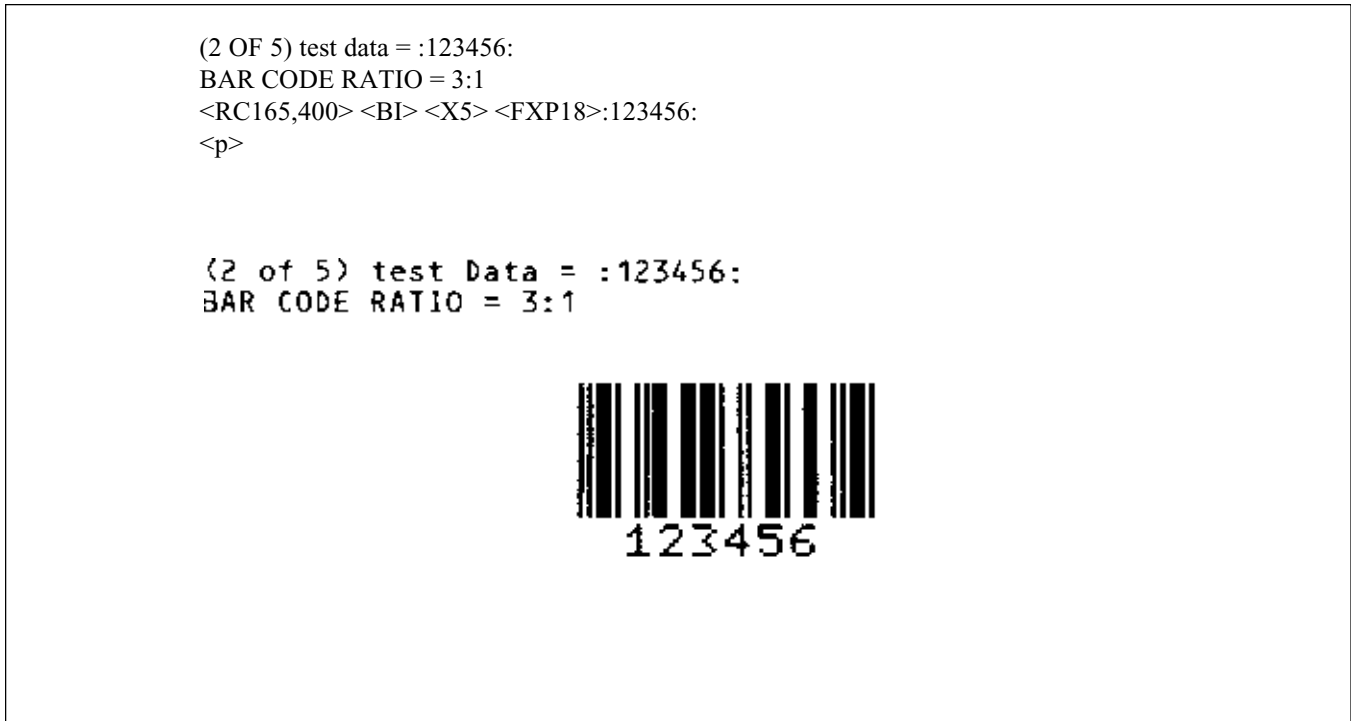 (2 OF 5) test data = :123456:
BAR CODE RATIO = 3:1
<RC165,400> <BI> <X5> <FXP18>:123456:
<p>
(2 of 5) test Data = :123456:
BAR CODE RATIO = 3:1
123456